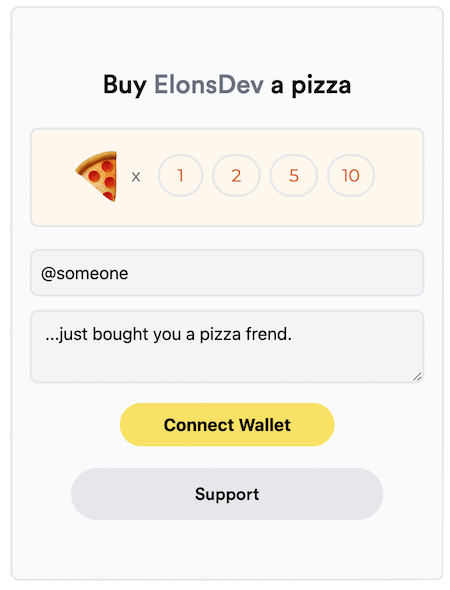 Buy ElonsDev a pizza
x 1 2 5 10
@someone
...just bought you a pizza frend.
Connect Wallet
Support